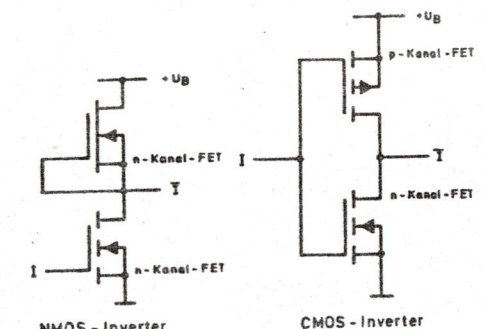 +UB
n-Kanal-FET
Ī
I
n-Kanal-FET
NMOS-Inverter
+UB
p-Kanal-FET
I
Ī
n-Kanal-FET
CMOS-Inverter